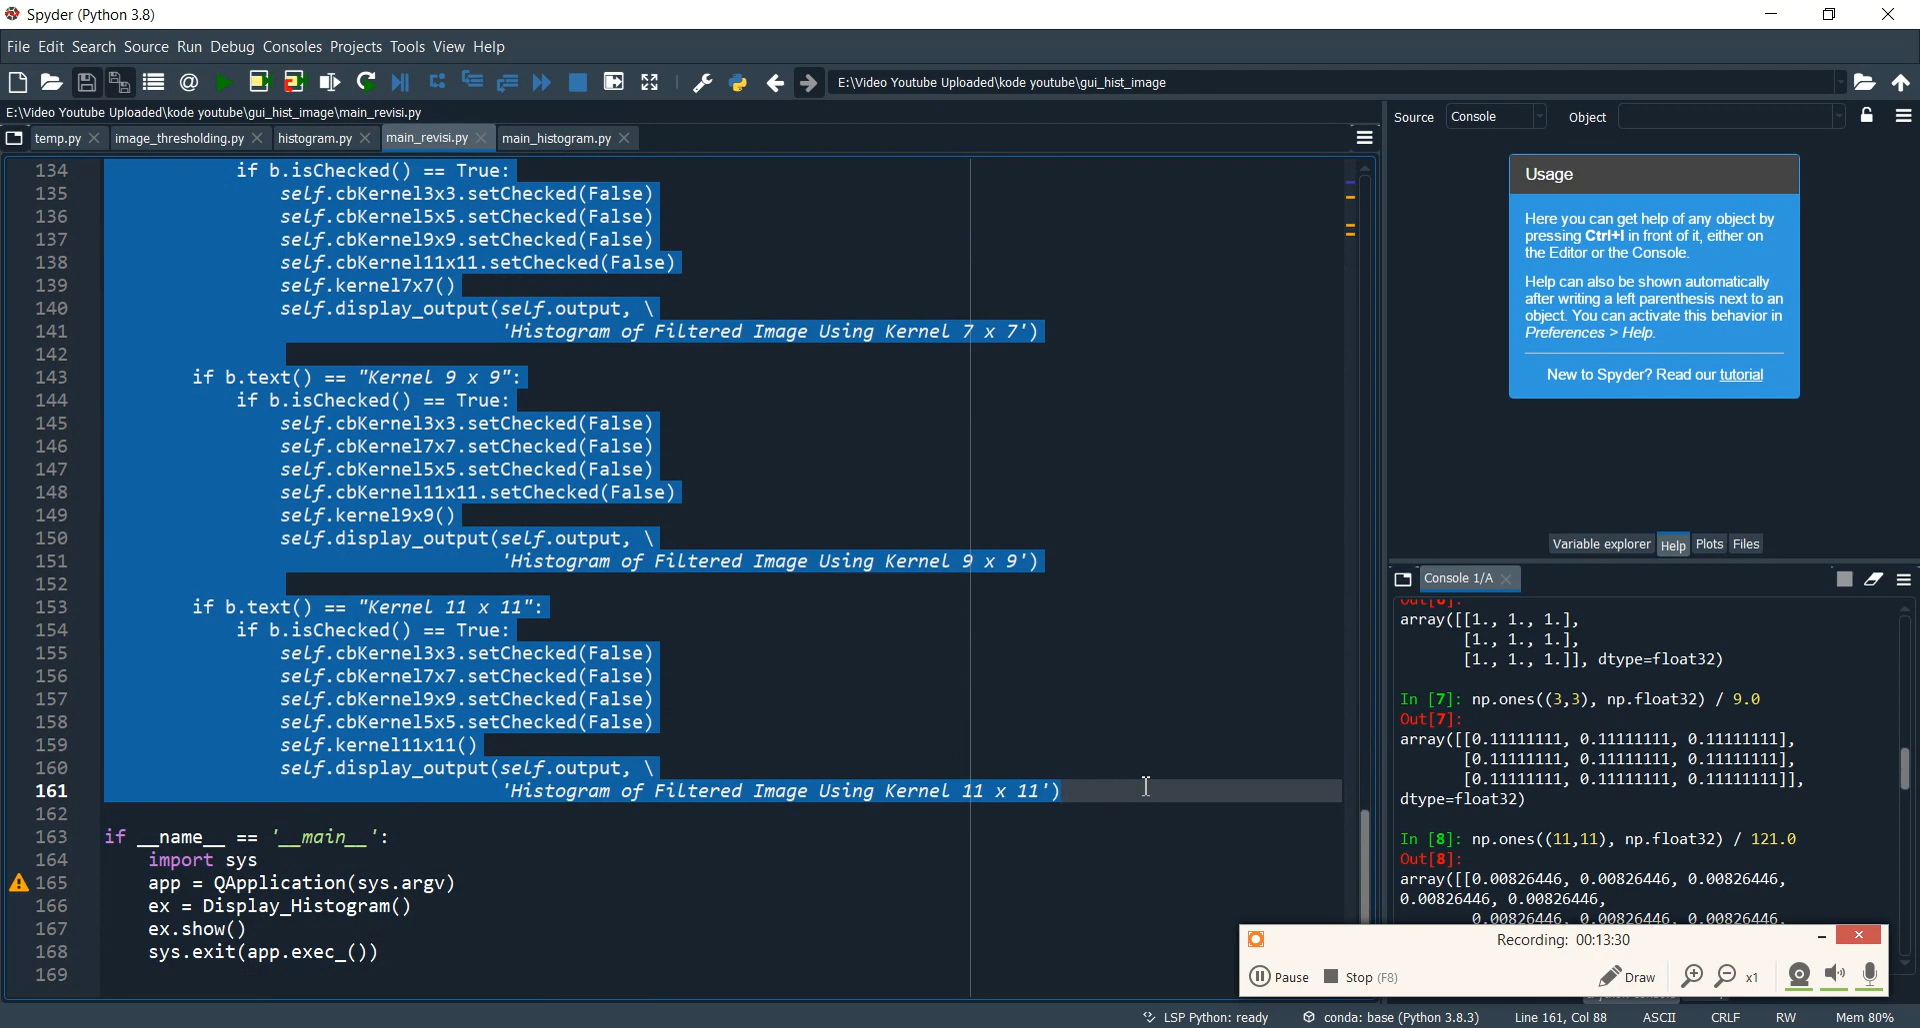 Spyder (Python 3.8)
File Edit Search Source Run Debug Consoles Projects Tools View Help
E:\Video Youtube Uploaded\kode youtube\gui_hist_image
E:\Video Youtube Uploaded\kode youtube\gui_hist_image\main_revisi.py
temp.py image_thresholding.py histogram.py main_revisi.py main_histogram.py
134 if b.isChecked() == True:
135 self.cbKernel3x3.setChecked(False)
136 self.cbKernel5x5.setChecked(False)
137 self.cbKernel9x9.setChecked(False)
138 self.cbKernel11x11.setChecked(False)
139 self.kernel7x7()
140 self.display_output(self.output, \
141 'Histogram of Filtered Image Using Kernel 7 x 7')
142
143 if b.text() == "Kernel 9 x 9":
144 if b.isChecked() == True:
145 self.cbKernel3x3.setChecked(False)
146 self.cbKernel7x7.setChecked(False)
147 self.cbKernel5x5.setChecked(False)
148 self.cbKernel11x11.setChecked(False)
149 self.kernel9x9()
150 self.display_output(self.output, \
151 'Histogram of Filtered Image Using Kernel 9 x 9')
152
153 if b.text() == "Kernel 11 x 11":
154 if b.isChecked() == True:
155 self.cbKernel3x3.setChecked(False)
156 self.cbKernel7x7.setChecked(False)
157 self.cbKernel9x9.setChecked(False)
158 self.cbKernel5x5.setChecked(False)
159 self.kernel11x11()
160 self.display_output(self.output, \
161 'Histogram of Filtered Image Using Kernel 11 x 11')
162
163 if __name__ == '__main__':
164 import sys
165 app = QApplication(sys.argv)
166 ex = Display_Histogram()
167 ex.show()
168 sys.exit(app.exec_())
169
Source Console Object
Usage
Here you can get help of any object by
pressing Ctrl+I in front of it, either on
the Editor or the Console.
Help can also be shown automatically
after writing a left parenthesis next to an
object. You can activate this behavior in
Preferences > Help.
New to Spyder? Read our tutorial
Variable explorer Help Plots Files
Console 1/A
Out[6]:
array([[1., 1., 1.],
[1., 1., 1.],
[1., 1., 1.]], dtype=float32)
In [7]: np.ones((3,3), np.float32) / 9.0
Out[7]:
array([[0.11111111, 0.11111111, 0.11111111],
[0.11111111, 0.11111111, 0.11111111],
[0.11111111, 0.11111111, 0.11111111]],
dtype=float32)
In [8]: np.ones((11,11), np.float32) / 121.0
Out[8]:
array([[0.00826446, 0.00826446, 0.00826446,
0.00826446, 0.00826446,
0.00826446, 0.00826446, 0.00826446,
Recording: 00:13:30
Pause Stop (F8) Draw x1
LSP Python: ready conda: base (Python 3.8.3) Line 161, Col 88 ASCII CRLF RW Mem 80%